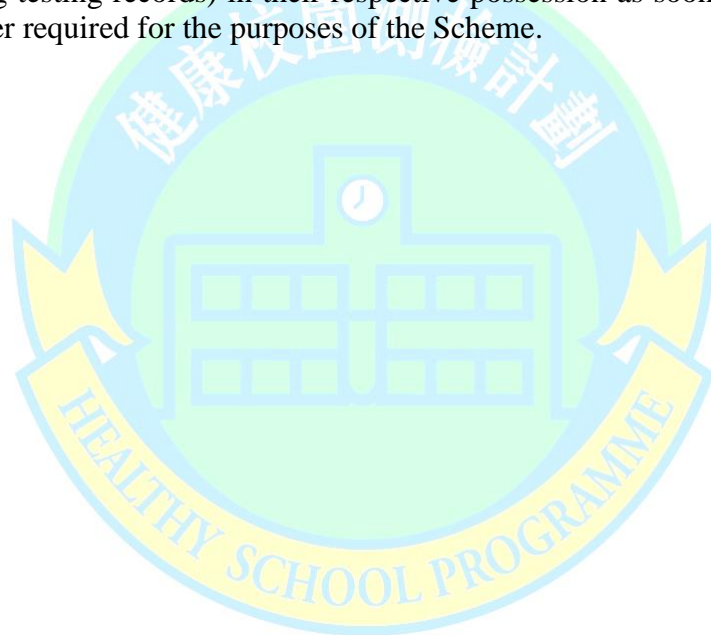 g testing records) in their respective possession as soon
er required for the purposes of the Scheme.
健康校園測檢計劃
HEALTHY SCHOOL PROGRAMME